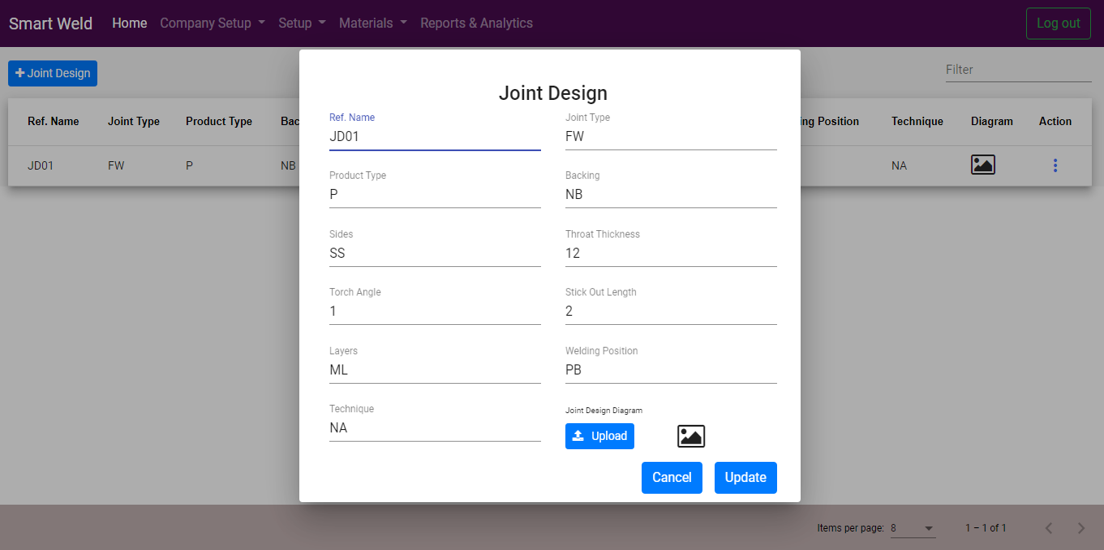 Smart Weld Home Company Setup Setup Materials Reports & Analytics Log out
+ Joint Design
Filter
Ref. Name Joint Type Product Type Position Technique Diagram Action
JD01 FW P NB NA
Joint Design
Ref. Name Joint Type
JD01 FW
Product Type Backing
P NB
Sides Throat Thickness
SS 12
Torch Angle Stick Out Length
1 2
Layers Welding Position
ML PB
Technique Joint Design Diagram
NA Upload
Cancel Update
Items per page: 8 1 – 1 of 1